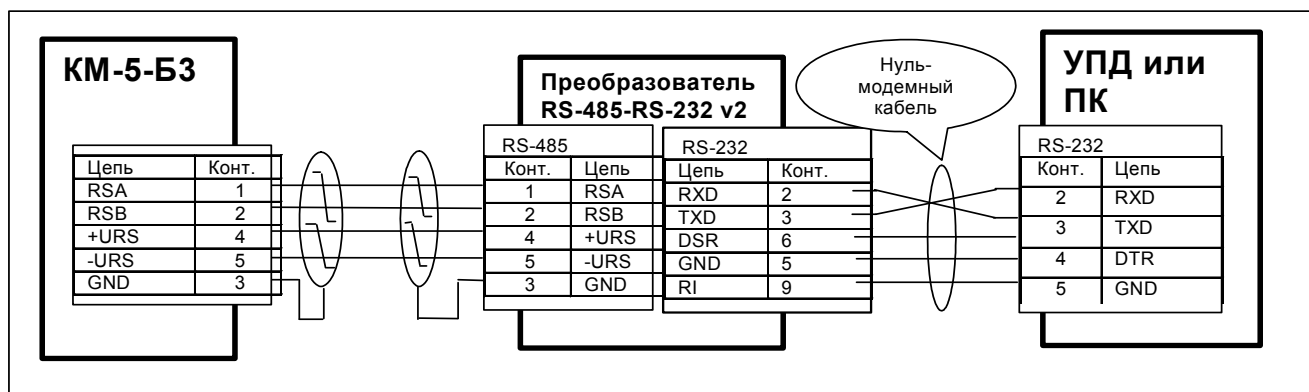 КМ-5-Б3
Цепь Конт.
RSA 1
RSB 2
+URS 4
-URS 5
GND 3
Преобразователь
RS-485-RS-232 v2
RS-485
Конт. Цепь
1 RSA
2 RSB
4 +URS
5 -URS
3 GND
RS-232
Цепь Конт.
RXD 2
TXD 3
DSR 6
GND 5
RI 9
Нуль-
модемный
кабель
УПД или
ПК
RS-232
Конт. Цепь
2 RXD
3 TXD
4 DTR
5 GND